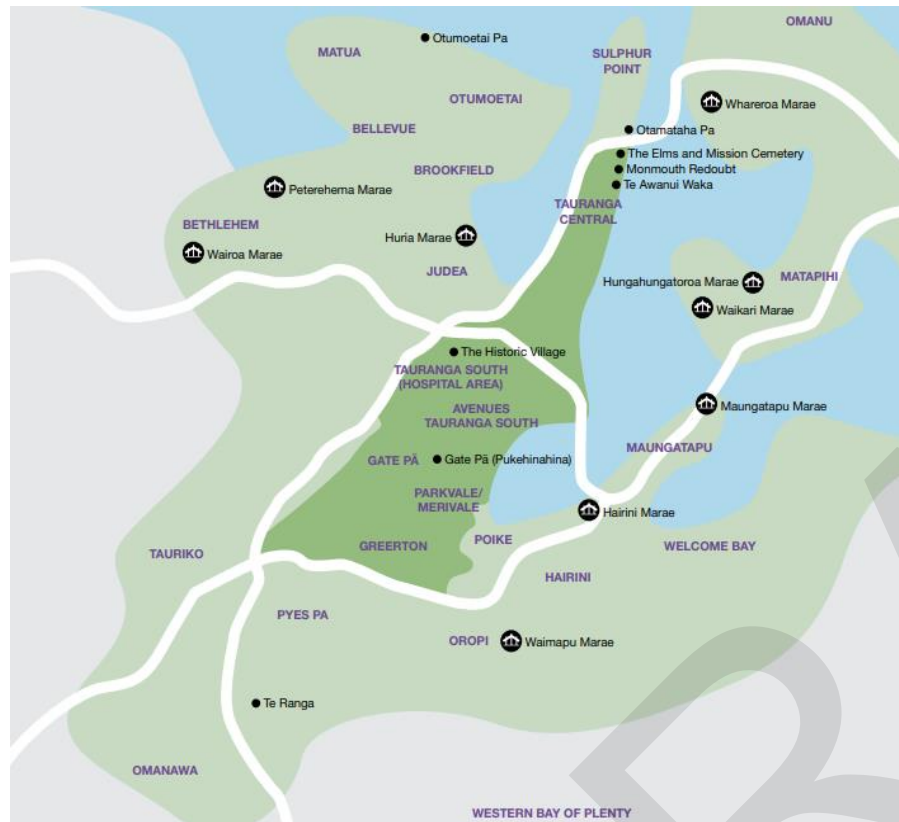 OMANU
Otumoetai Pa
MATUA
SULPHUR
POINT
OTUMOETAI
Whareroa Marae
BELLEVUE
Otamataha Pa
The Elms and Mission Cemetery
BROOKFIELD
Monmouth Redoubt
Peterehema Marae
Te Awanui Waka
TAURANGA
CENTRAL
BETHLEHEM
Huria Marae
Wairoa Marae
JUDEA
MATAPIHI
Hungahungatoroa Marae
Waikari Marae
The Historic Village
TAURANGA SOUTH
(HOSPITAL AREA)
AVENUES
TAURANGA SOUTH
Maungatapu Marae
MAUNGATAPU
GATE PĀ
Gate Pā (Pukehinahina)
PARKVALE/
MERIVALE
Hairini Marae
POIKE
GREERTON
WELCOME BAY
TAURIKO
HAIRINI
PYES PA
OROPI
Waimapu Marae
Te Ranga
OMANAWA
WESTERN BAY OF PLENTY